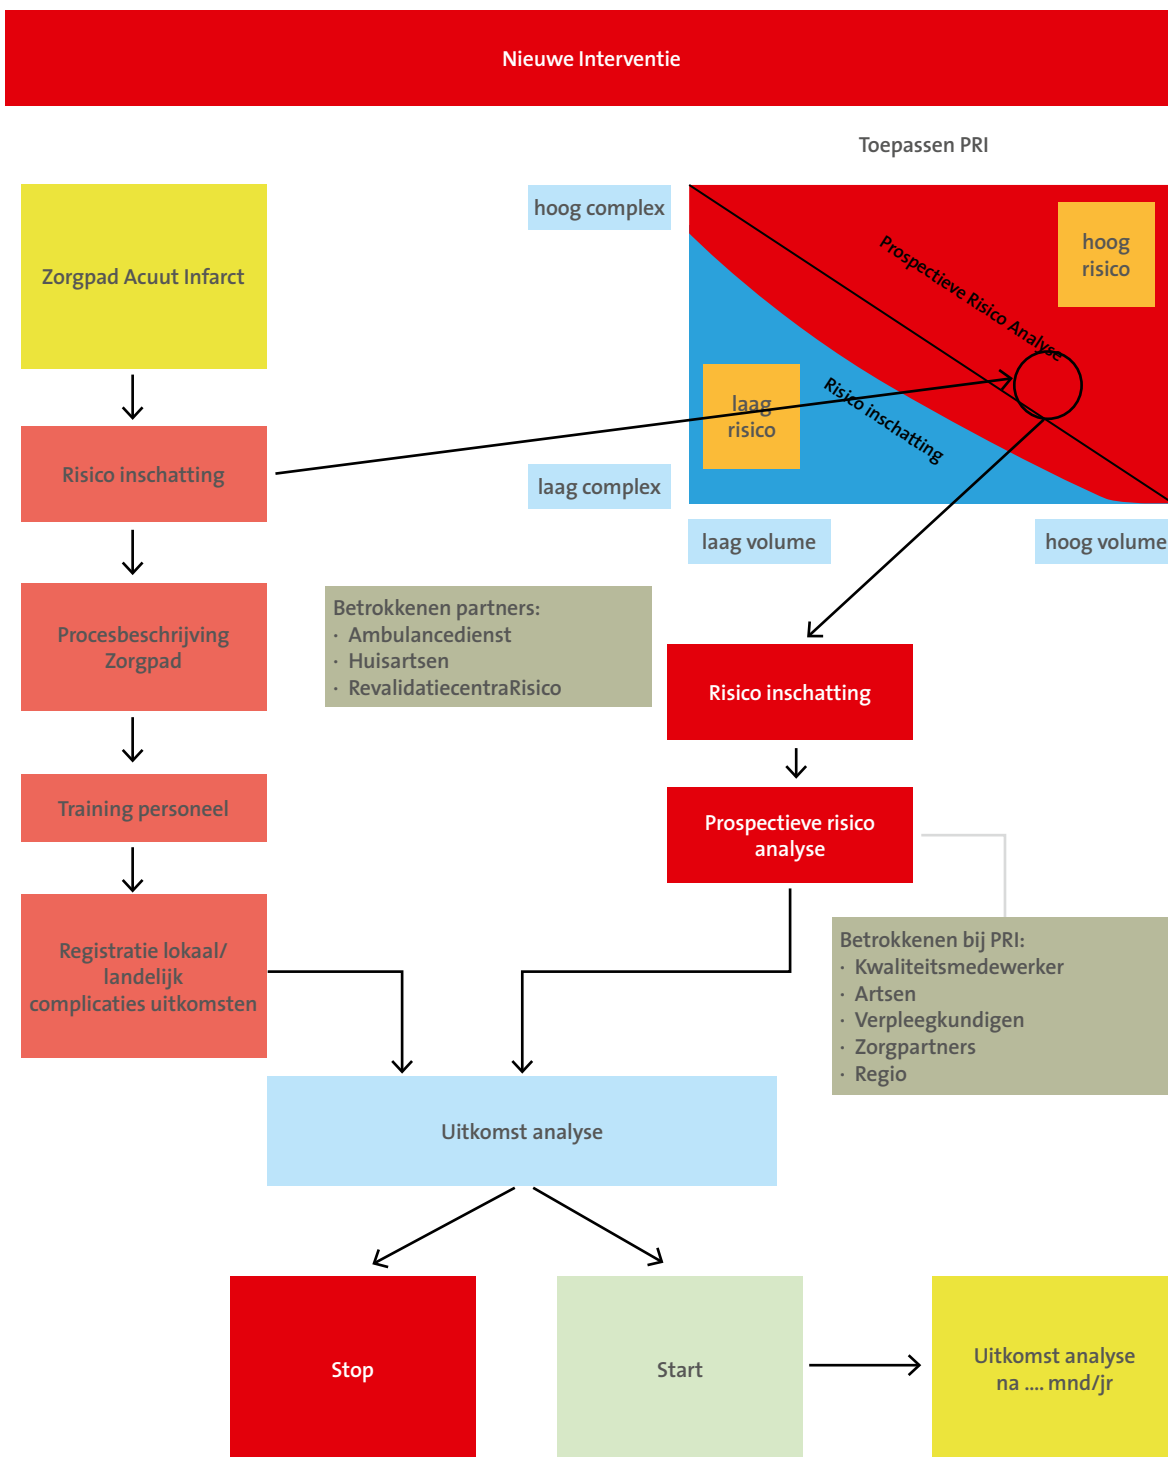 Nieuwe Interventie
Toepassen PRI
Zorgpad Acuut Infarct
hoog complex
Prospectieve Risico Analyse
hoog
risico
laag
risico
Risico inschatting
Risico inschatting
laag complex
laag volume
hoog volume
Procesbeschrijving
Zorgpad
Betrokkenen partners:
· Ambulancedienst
· Huisartsen
· RevalidatiecentraRisico
Risico inschatting
Training personeel
Prospectieve risico
analyse
Registratie lokaal/
landelijk
complicaties uitkomsten
Betrokkenen bij PRI:
· Kwaliteitsmedewerker
· Artsen
· Verpleegkundigen
· Zorgpartners
· Regio
Uitkomst analyse
Stop
Start
Uitkomst analyse
na .... mnd/jr